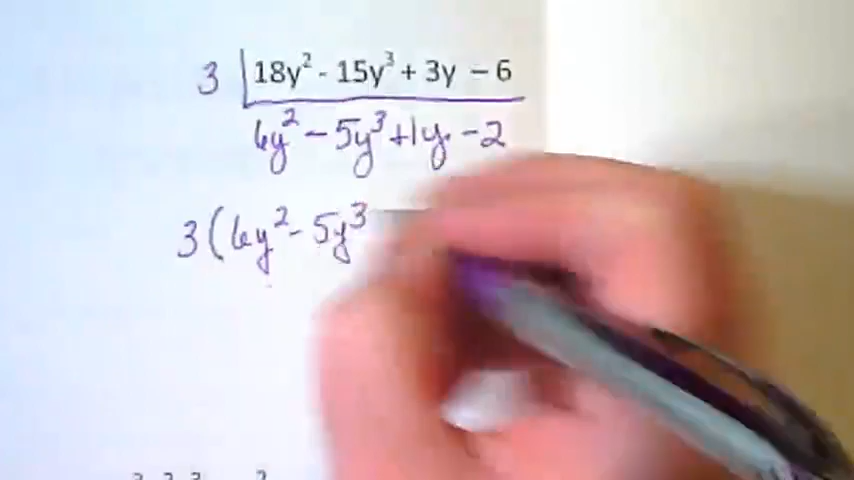 3 18y² - 15y³ + 3y - 6
6y² - 5y³ + 1y - 2
3(6y² - 5y³